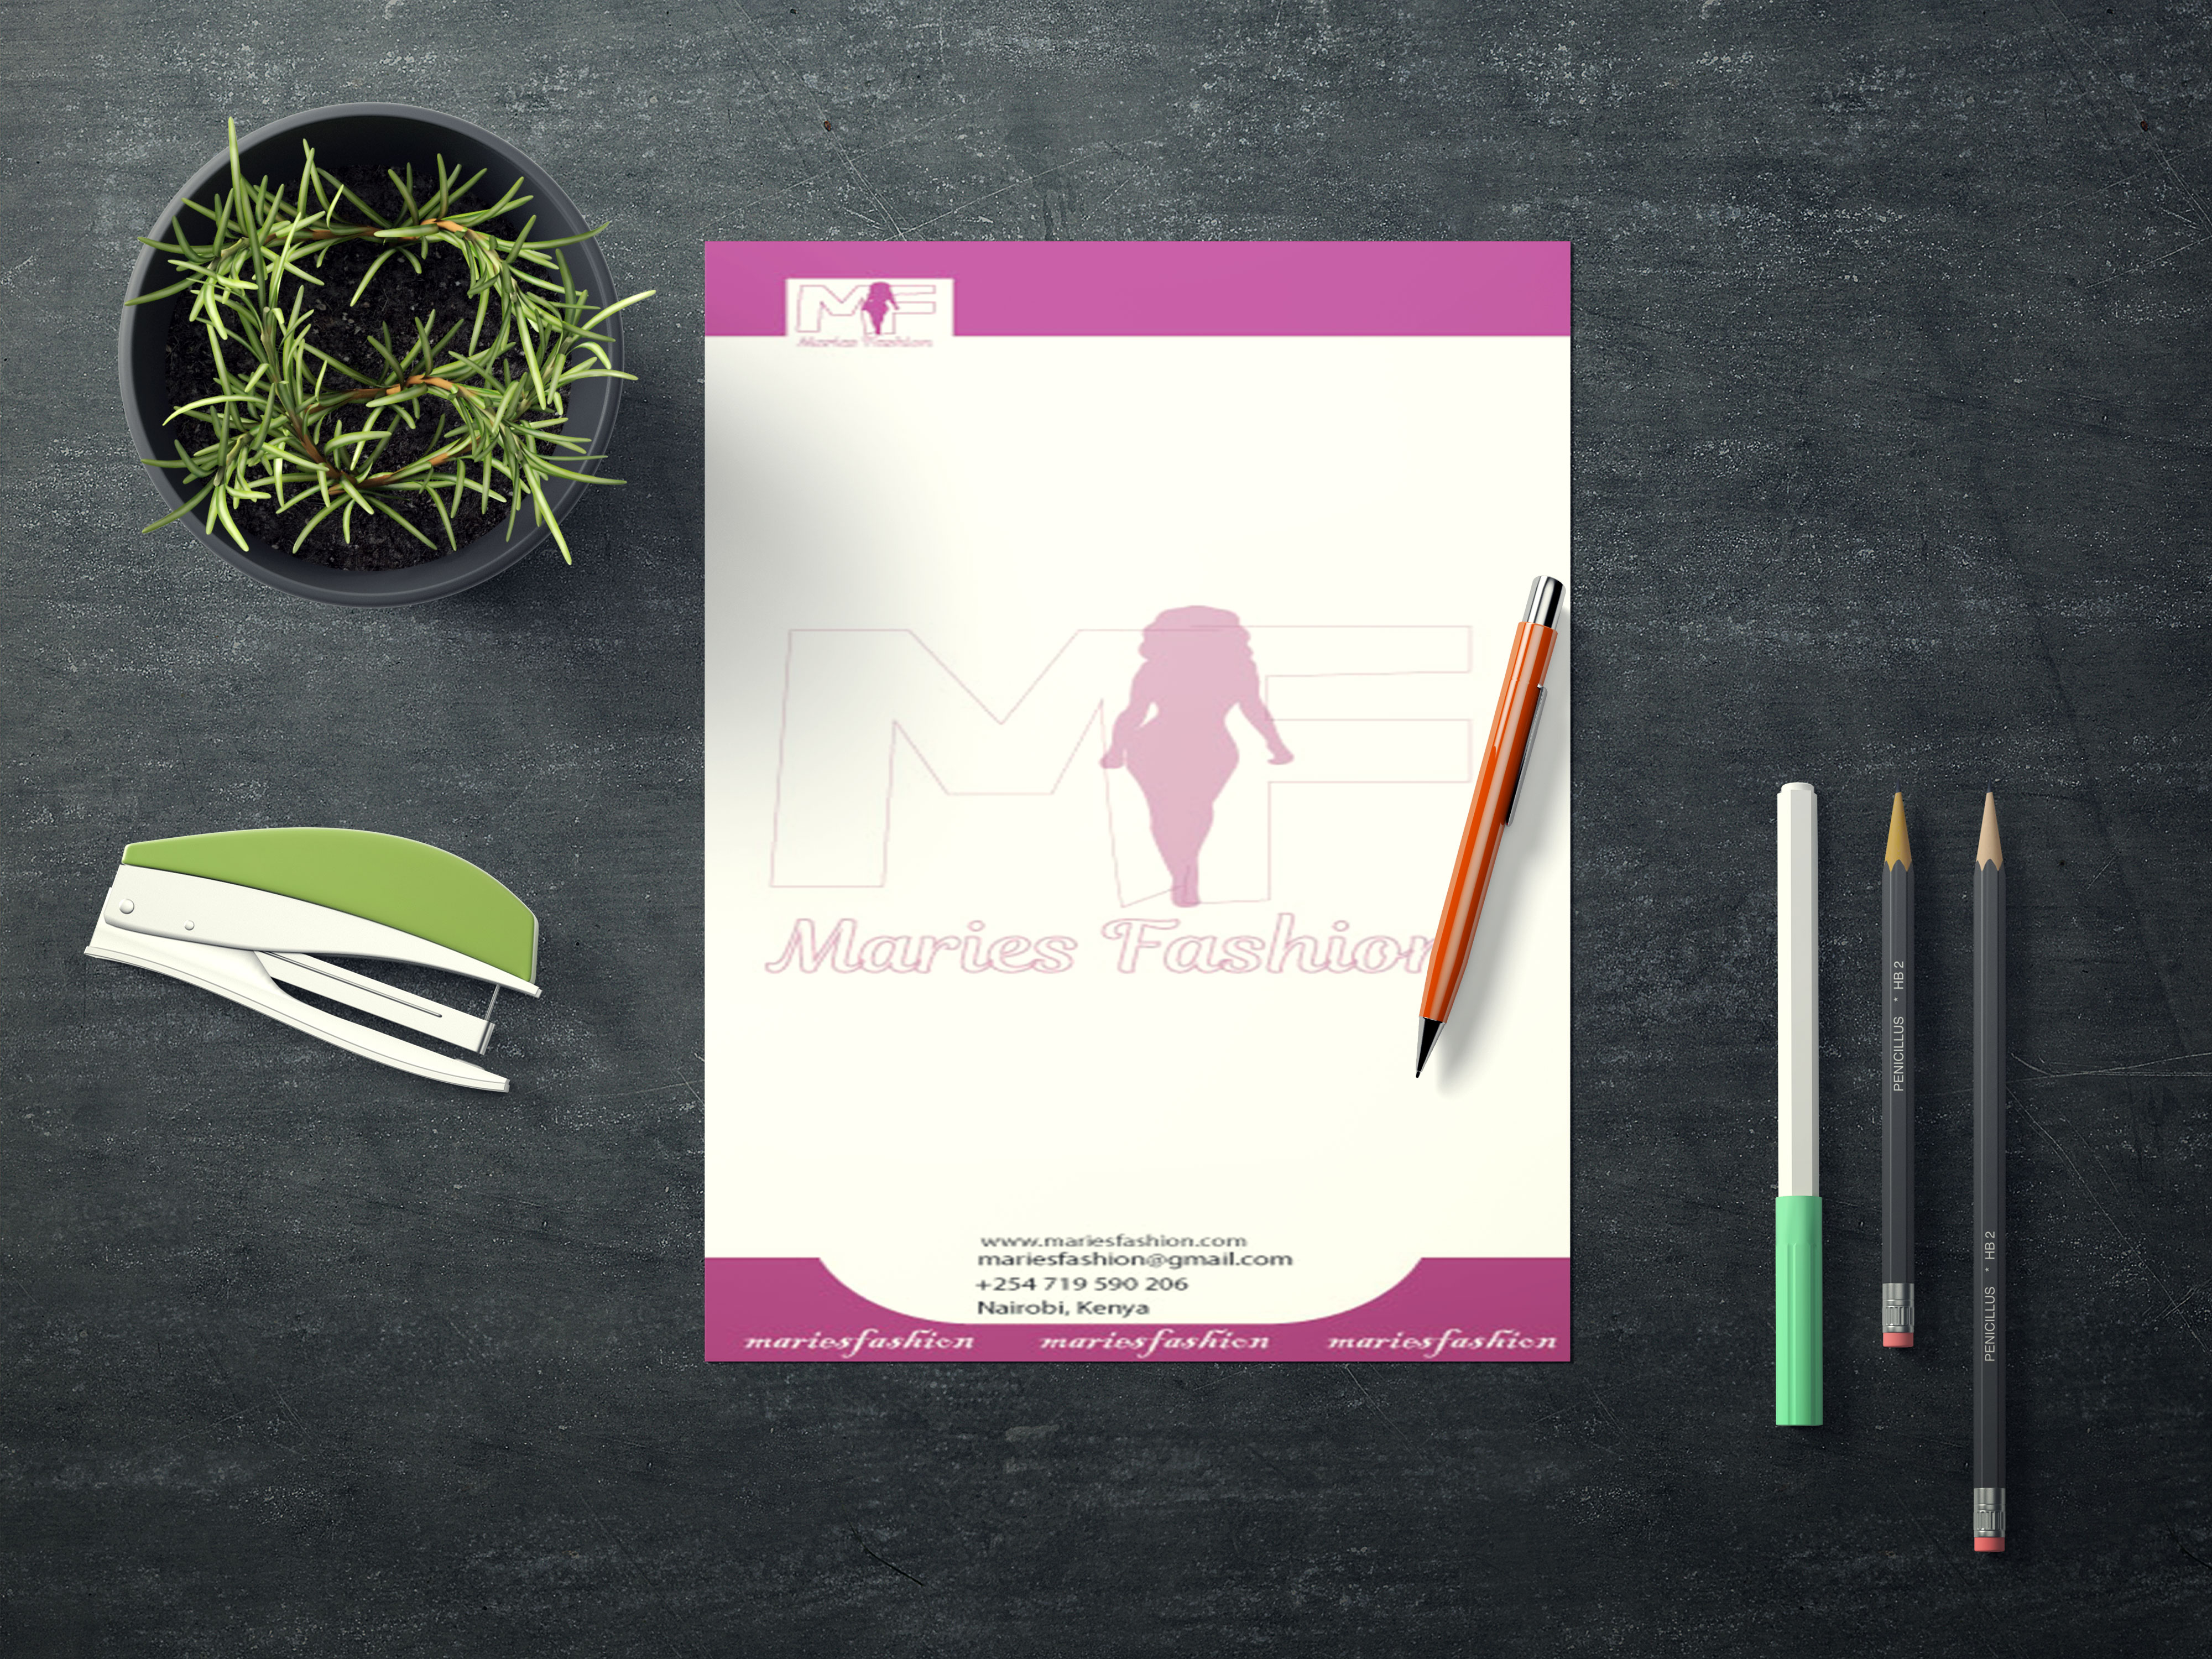 MF
Maries Fashion
MF
Maries Fashion
www.mariesfashion.com
mariesfashion@gmail.com
+254 719 590 206
Nairobi, Kenya
mariesfashion mariesfashion mariesfashion
PENICILLUS * HB 2
PENICILLUS * HB 2